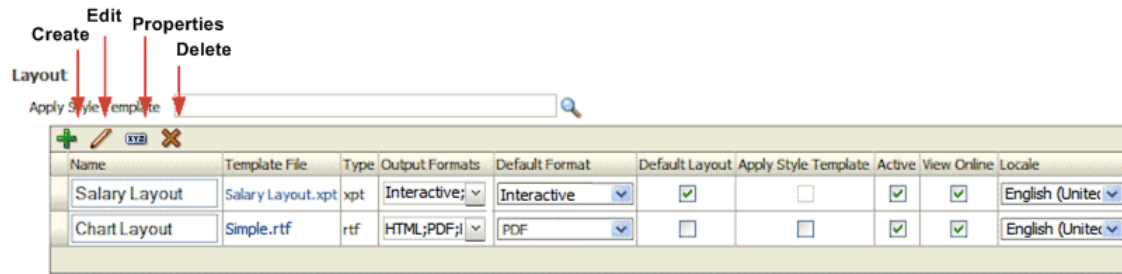 Create Edit Properties Delete
Layout
Apply Style Template
XYZ
Name Template File Type Output Formats Default Format Default Layout Apply Style Template Active View Online Locale
Salary Layout Salary Layout.xpt xpt Interactive; Interactive English (Unitec
Chart Layout Simple.rtf rtf HTML;PDF;I PDF English (Unitec